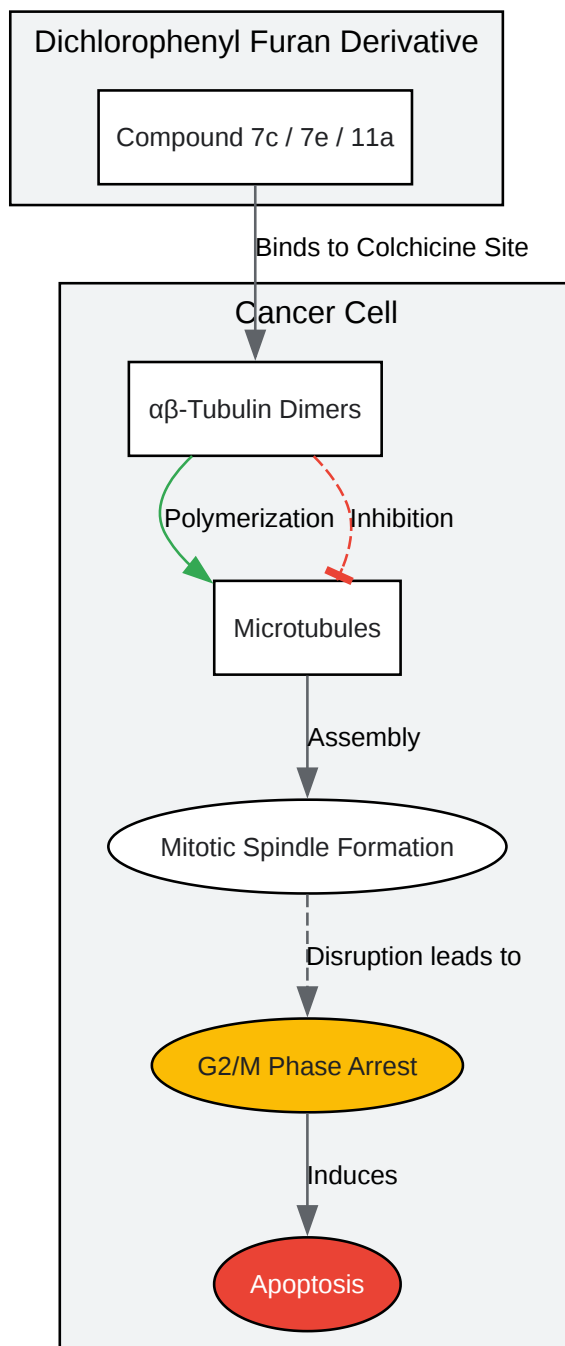 Dichlorophenyl Furan Derivative
Compound 7c / 7e / 11a
Binds to Colchicine Site
Cancer Cell
αβ-Tubulin Dimers
Polymerization
Inhibition
Microtubules
Assembly
Mitotic Spindle Formation
Disruption leads to
G2/M Phase Arrest
Induces
Apoptosis